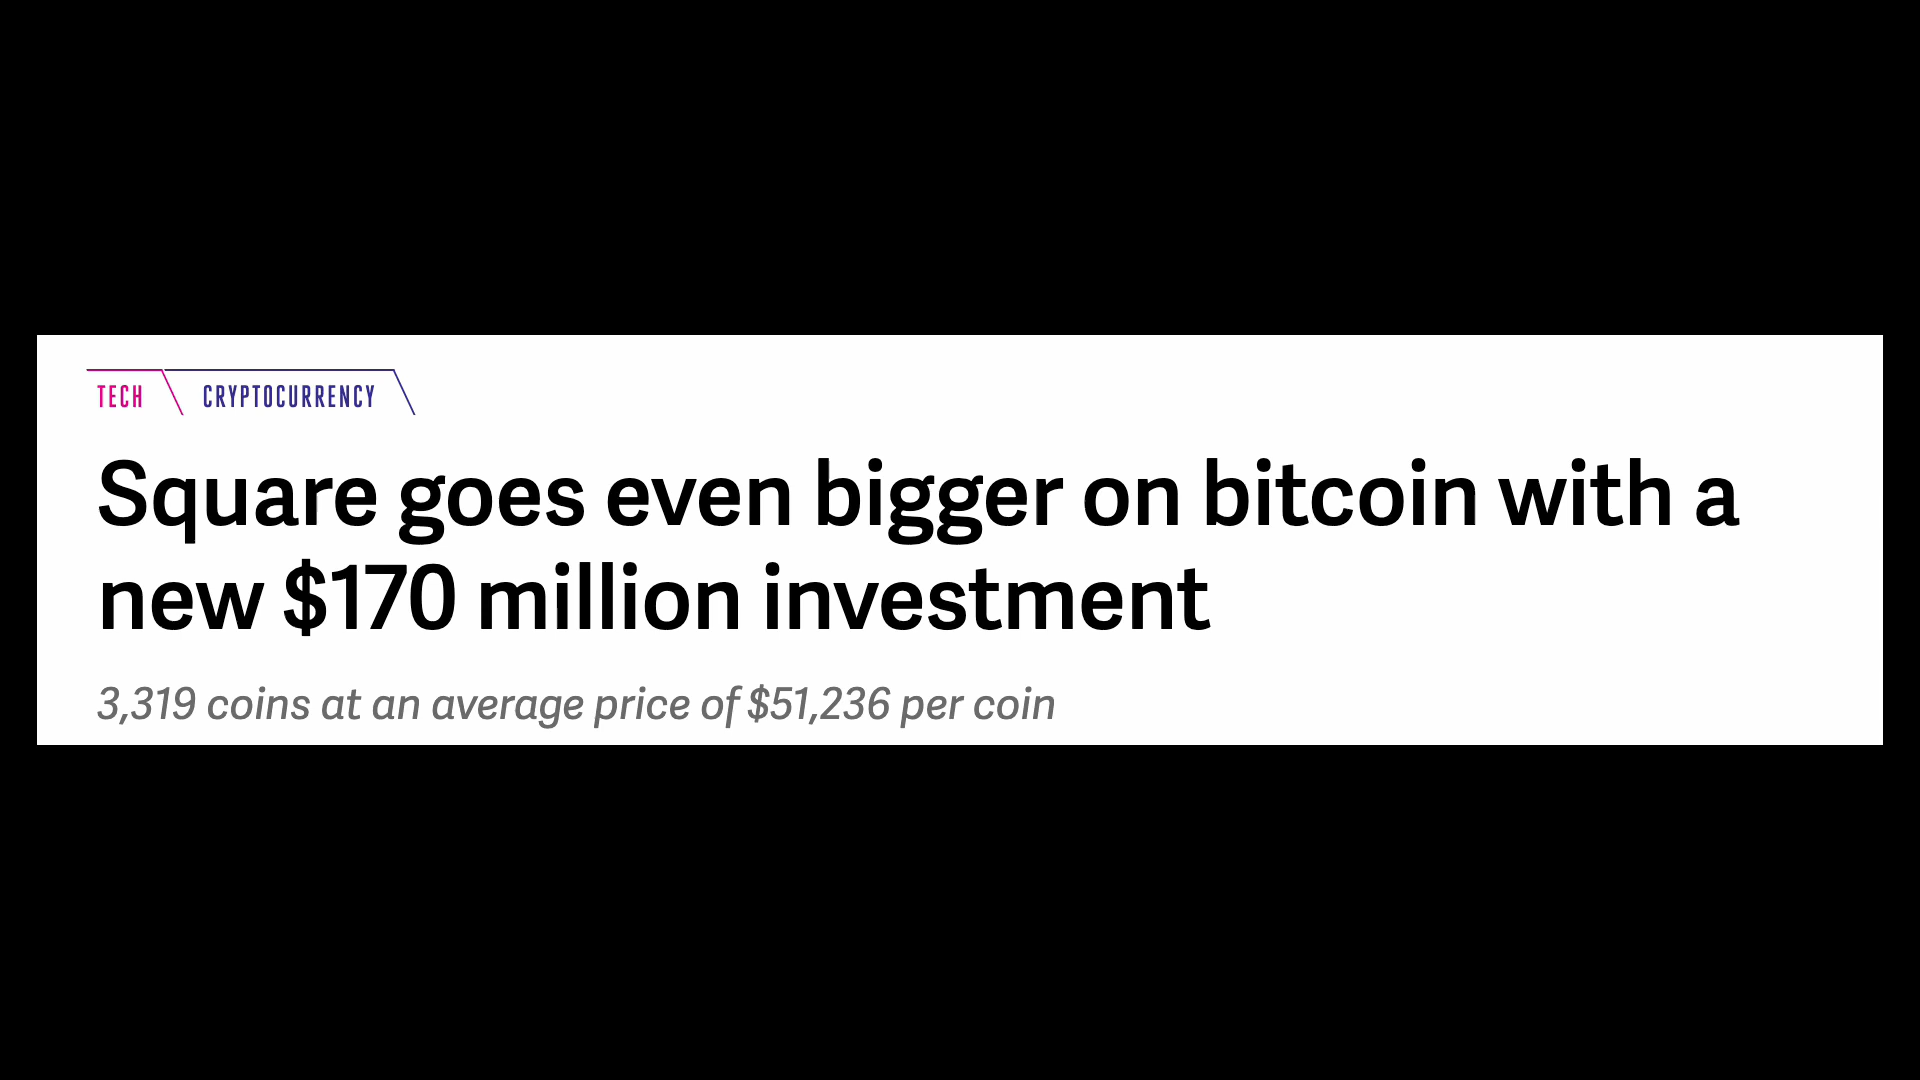 TECH CRYPTOCURRENCY
Square goes even bigger on bitcoin with a
new $170 million investment
3,319 coins at an average price of $51,236 per coin